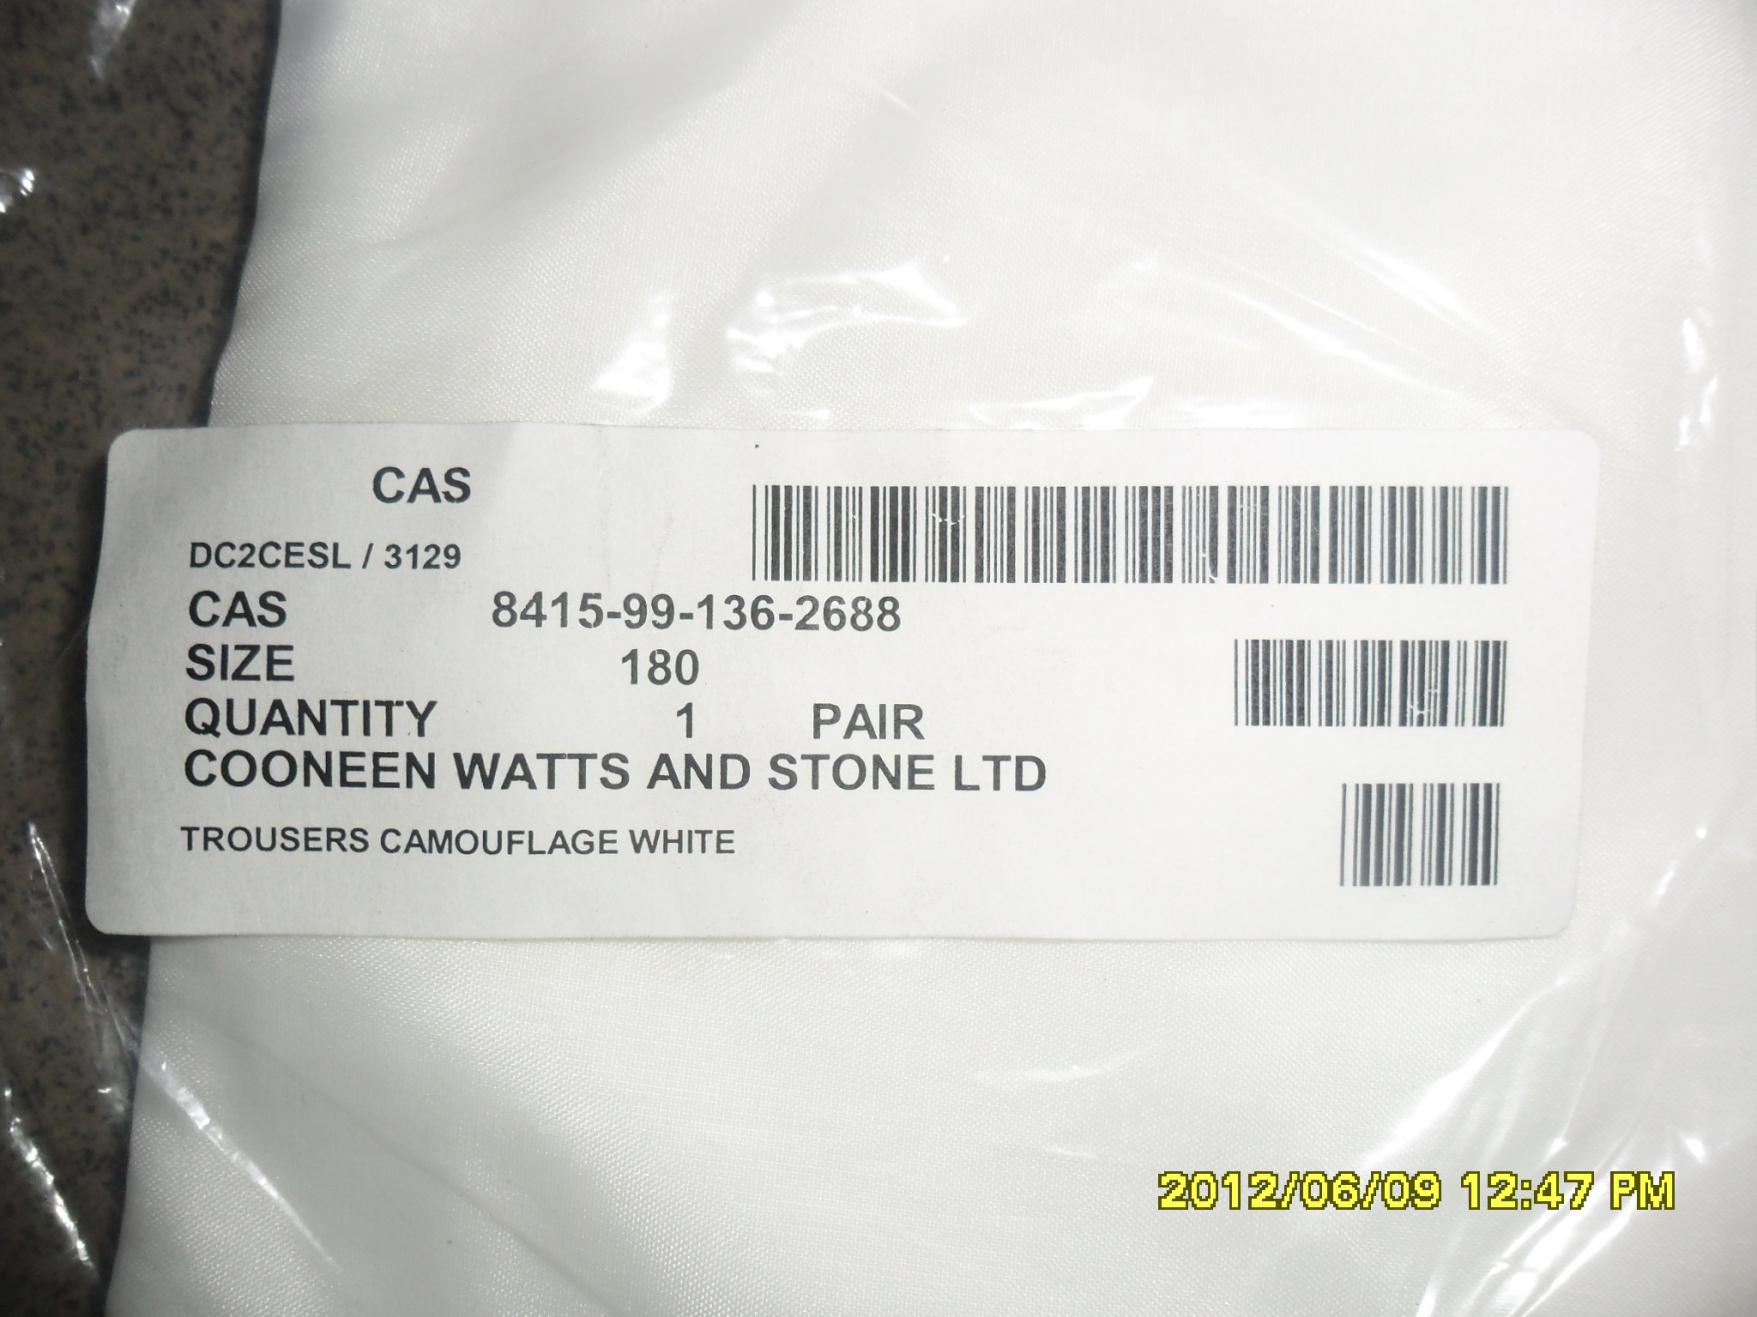 CAS
DC2CESL / 3129
CAS 8415-99-136-2688
SIZE 180
QUANTITY 1 PAIR
COONEEN WATTS AND STONE LTD
TROUSERS CAMOUFLAGE WHITE
2012/06/09 12:47 PM